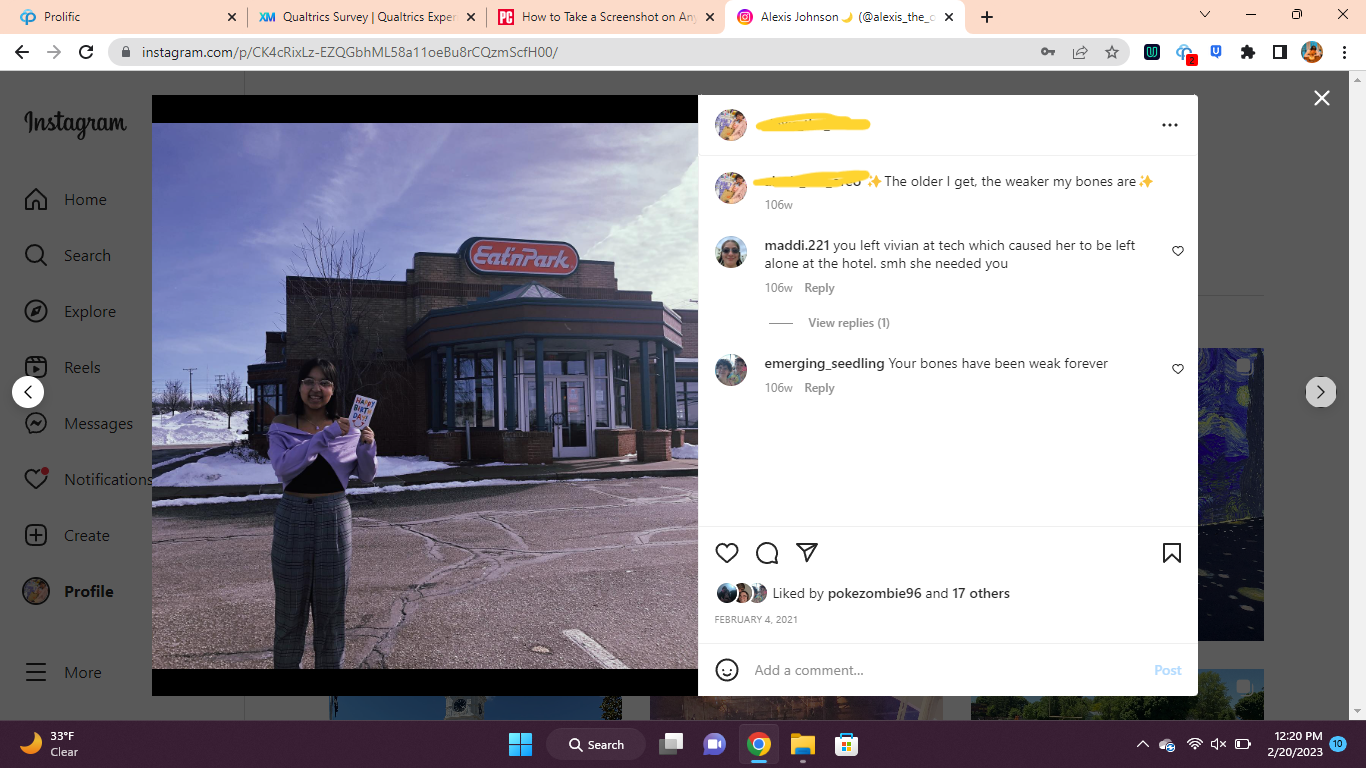 Prolific
Qualtrics Survey | Qualtrics Exper
How to Take a Screenshot on Any
Alexis Johnson🌙 (@alexis_the_
instagram.com/p/CK4cRixLz-EZQGbhML58a11oeBu8rCQzmScfH00/
2
Instagram
Home
Search
Explore
Reels
Messages
Notifications
Create
Profile
More
Eat'nPark
HAPPY
BIRTH
DAY!
✨The older I get, the weaker my bones are✨
106w
maddi.221 you left vivian at tech which caused her to be left
alone at the hotel. smh she needed you
106w Reply
View replies (1)
emerging_seedling Your bones have been weak forever
106w Reply
Liked by pokezombie96 and 17 others
FEBRUARY 4, 2021
Add a comment...
Post
33°F
Clear
Search
12:20 PM
2/20/2023
10